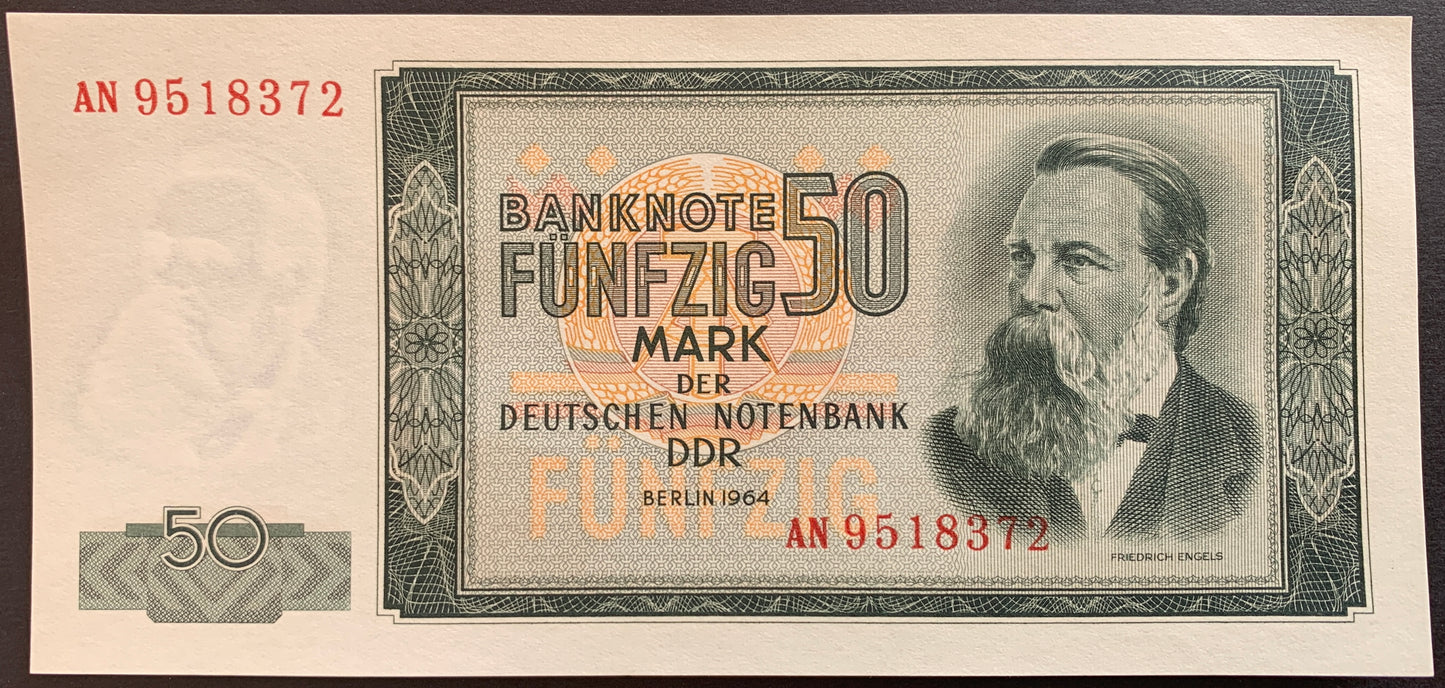 AN 9518372
BANKNOTE 50
FÜNFZIG
MARK
DER
DEUTSCHEN NOTENBANK
DDR
FÜNFZIG
BERLIN 1964
AN 9518372
FRIEDRICH ENGELS
50